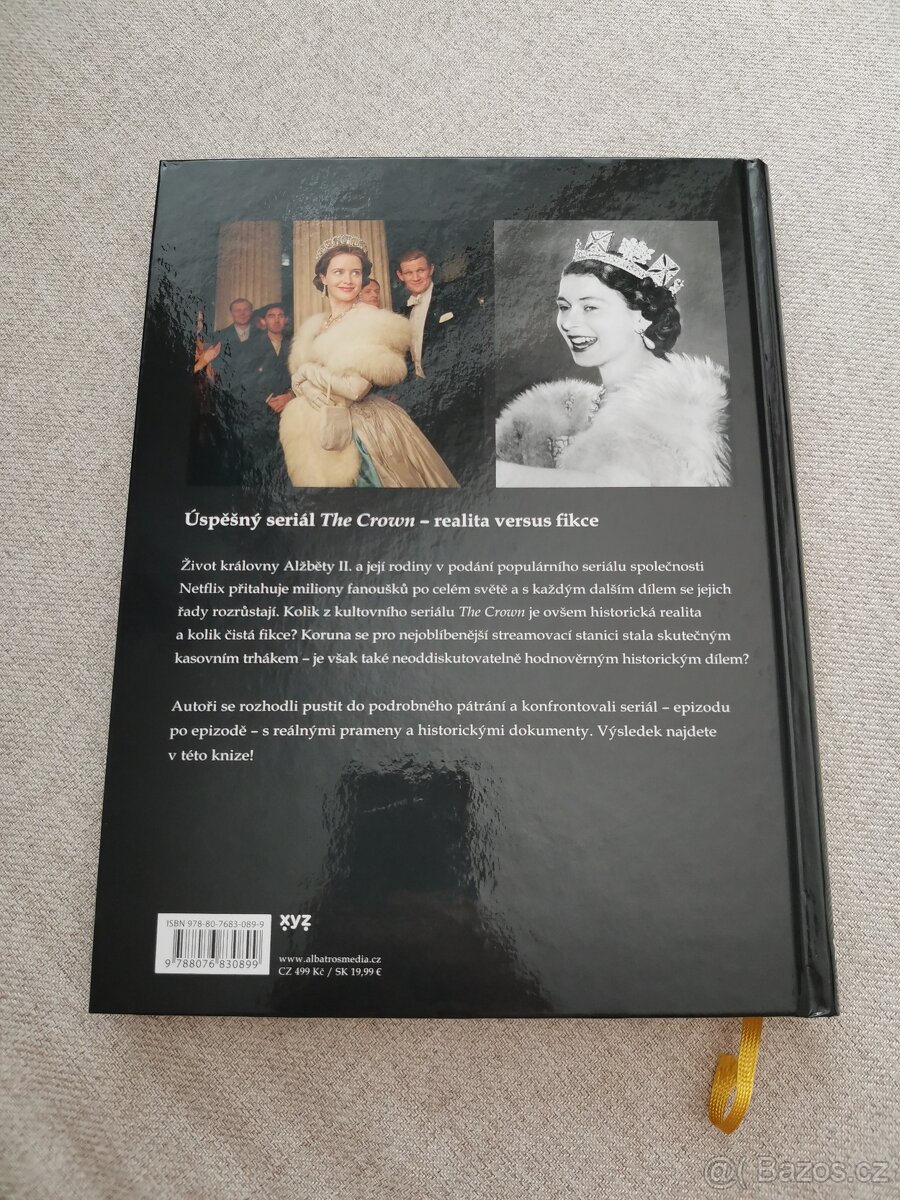 Úspěšný seriál The Crown – realita versus fikce
Život královny Alžběty II. a její rodiny v podání populárního seriálu společnosti
Netflix přitahuje miliony fanoušků po celém světě a s každým dalším dílem se jejich
řady rozrůstají. Kolik z kultovního seriálu The Crown je ovšem historická realita
a kolik čistá fikce? Koruna se pro nejoblíbenější streamovací stanici stala skutečným
kasovním trhákem – je však také neoddiskutovatelně hodnověrným historickým dílem?
Autoři se rozhodli pustit do podrobného pátrání a konfrontovali seriál – epizodu
po epizodě – s reálnými prameny a historickými dokumenty. Výsledek najdete
v této knize!
ISBN 978-80-7683-089-9
9 788076 830899
xyz
www.albatrosmedia.cz
CZ 499 Kč / SK 19,99 €
@( Bazos.cz